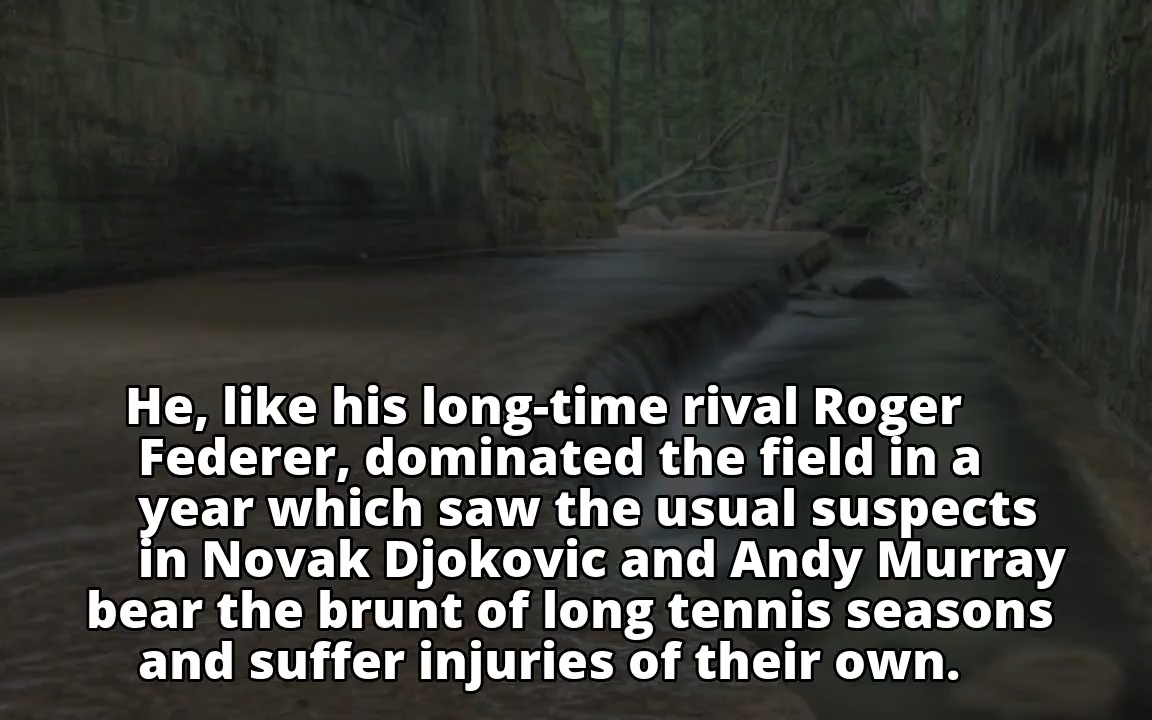 He, like his long-time rival Roger
Federer, dominated the field in a
year which saw the usual suspects
in Novak Djokovic and Andy Murray
bear the brunt of long tennis seasons
and suffer injuries of their own.